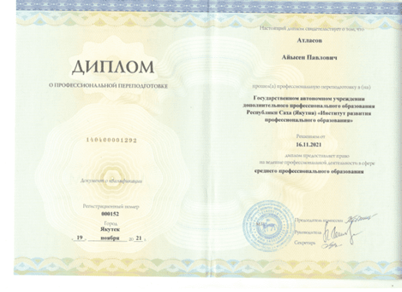 ДИПЛОМ
О ПРОФЕССИОНАЛЬНОЙ ПЕРЕПОДГОТОВКЕ
140400001292
Документ о квалификации
Регистрационный номер
000152
Город
Якутск
19 ноября 21
Настоящий диплом свидетельствует о том, что
Атласов
Айысен Павлович
прошел(а) профессиональную переподготовку в (на)
Государственном автономном учреждении
дополнительного профессионального образования
Республики Саха (Якутия) «Институт развития
профессионального образования»
16.11.2021
диплом предоставляет право
на ведение профессиональной деятельности в сфере
среднего профессионального образования
Председатель комиссии
Руководитель
Секретарь